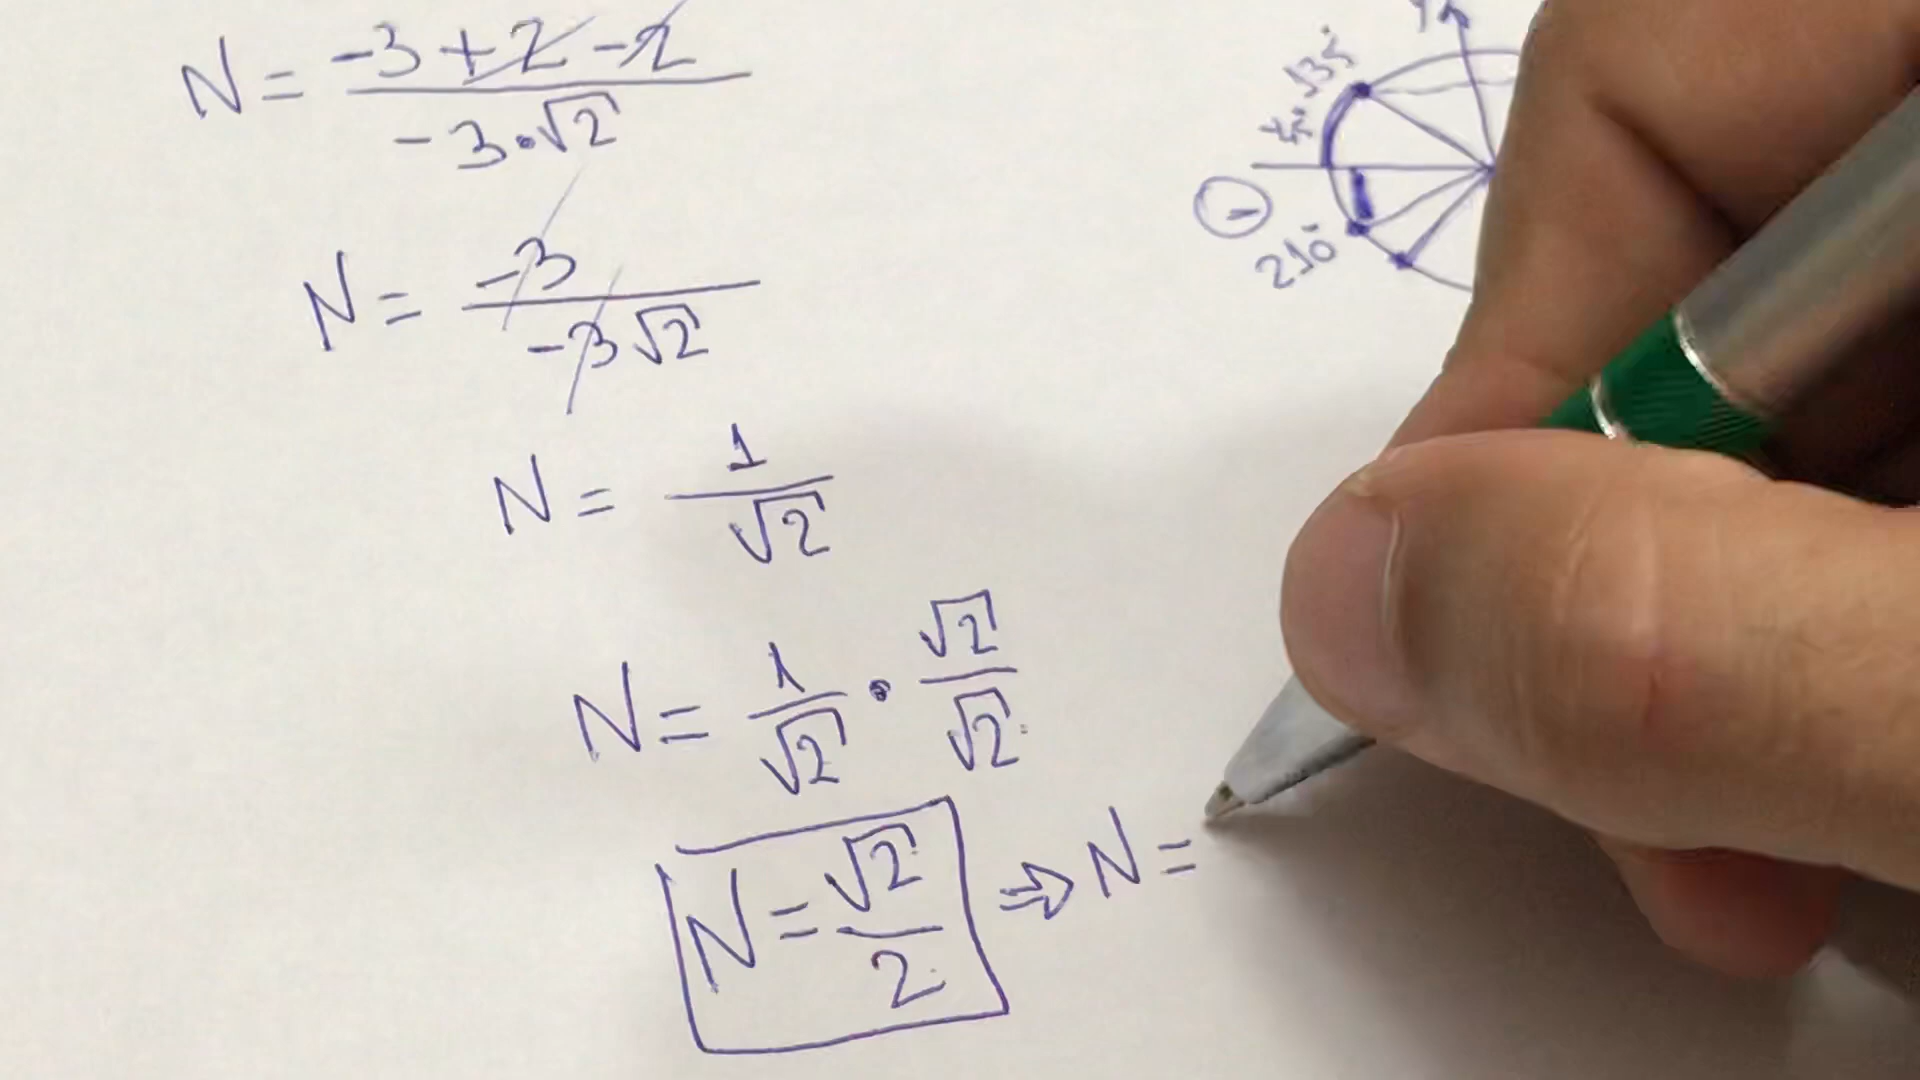 N = (-3 + 2 - 2) / (-3 · √2)
N = -3 / (-3√2)
N = 1 / √2
N = 1/√2 · √2/√2
N = √2 / 2 ⇒ N =
135°
210°